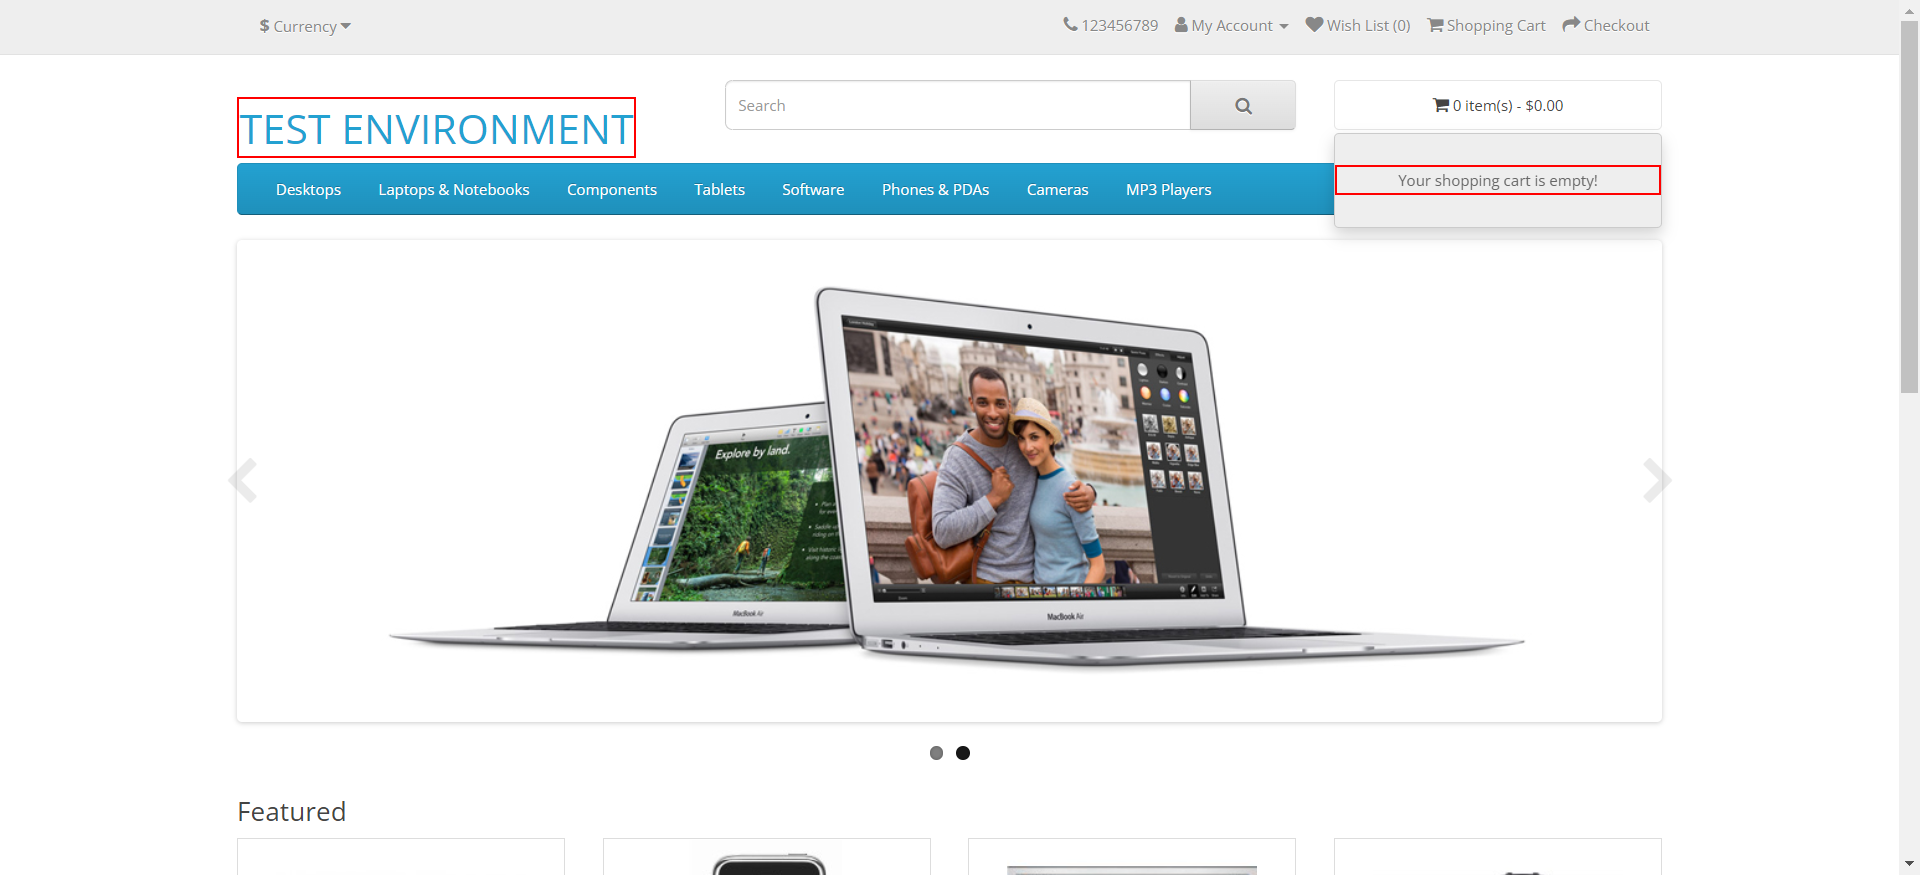 $ Currency
123456789 My Account Wish List (0) Shopping Cart Checkout
TEST ENVIRONMENT
Search
0 item(s) - $0.00
Your shopping cart is empty!
Desktops Laptops & Notebooks Components Tablets Software Phones & PDAs Cameras MP3 Players
Explore by land.
MacBook Air
MacBook Air
Featured